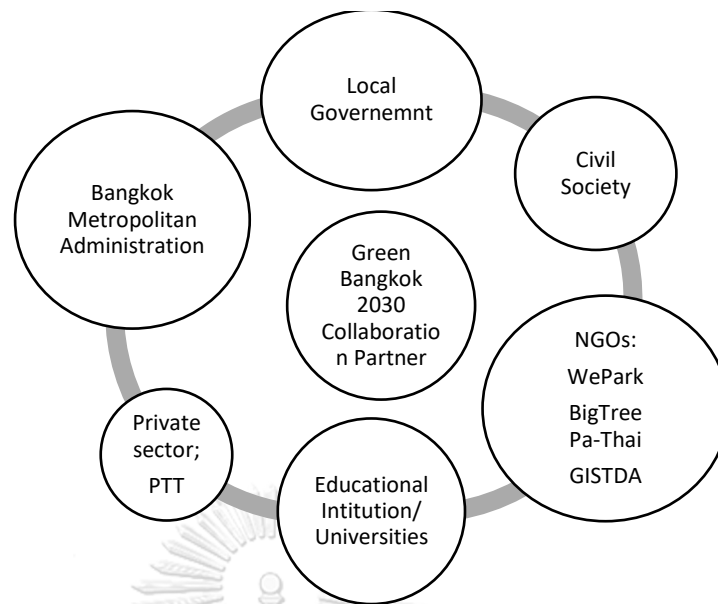 Local
Governemnt
Civil
Society
Bangkok
Metropolitan
Administration
Green
Bangkok
2030
Collaboratio
n Partner
NGOs:
WePark
BigTree
Pa-Thai
GISTDA
Private
sector;
PTT
Educational
Intitution/
Universities